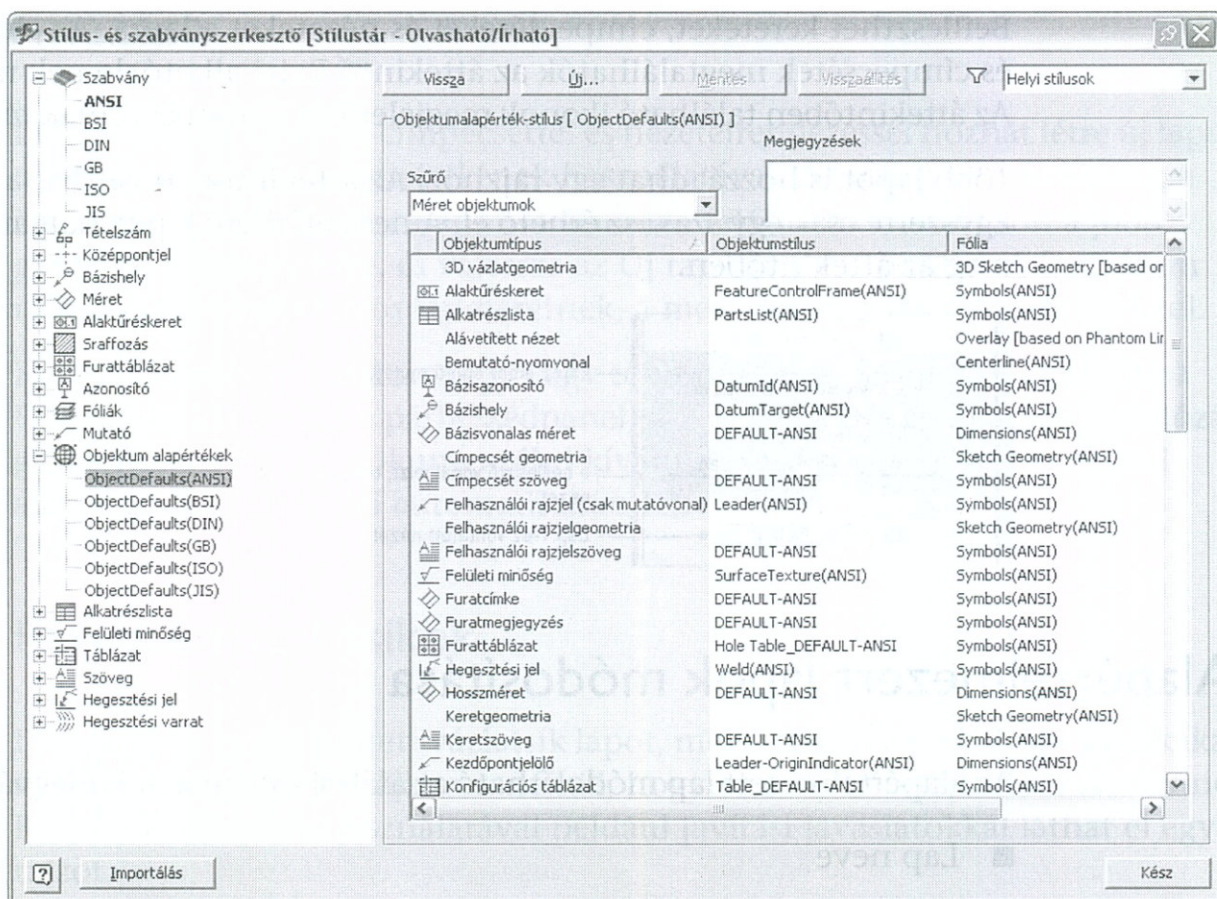 Stílus- és szabványszerkesztő [Stílustár - Olvasható/Írható]
Szabvány
ANSI
BSI
DIN
GB
ISO
JIS
Tételszám
Középpontjel
Bázishely
Méret
Alaktűréskeret
Sraffozás
Furattáblázat
Azonosító
Fóliák
Mutató
Objektum alapértékek
ObjectDefaults(ANSI)
ObjectDefaults(BSI)
ObjectDefaults(DIN)
ObjectDefaults(GB)
ObjectDefaults(ISO)
ObjectDefaults(JIS)
Alkatrészlista
Felületi minőség
Táblázat
Szöveg
Hegesztési jel
Hegesztési varrat
Vissza Új... Mentés Visszaállítás Helyi stílusok
Objektumalapérték-stílus [ ObjectDefaults(ANSI) ]
Megjegyzések
Szűrő
Méret objektumok
Objektumtípus Objektumstílus Fólia
3D vázlatgeometria 3D Sketch Geometry [based or
Alaktűréskeret FeatureControlFrame(ANSI) Symbols(ANSI)
Alkatrészlista PartsList(ANSI) Symbols(ANSI)
Alávetített nézet Overlay [based on Phantom Lir
Bemutató-nyomvonal Centerline(ANSI)
Bázisazonosító DatumId(ANSI) Symbols(ANSI)
Bázishely DatumTarget(ANSI) Symbols(ANSI)
Bázisvonalas méret DEFAULT-ANSI Dimensions(ANSI)
Címpecsét geometria Sketch Geometry(ANSI)
Címpecsét szöveg DEFAULT-ANSI Symbols(ANSI)
Felhasználói rajzjel (csak mutatóvonal) Leader(ANSI) Symbols(ANSI)
Felhasználói rajzjelgeometria Sketch Geometry(ANSI)
Felhasználói rajzjelszöveg DEFAULT-ANSI Symbols(ANSI)
Felületi minőség SurfaceTexture(ANSI) Symbols(ANSI)
Furatcímke DEFAULT-ANSI Symbols(ANSI)
Furatmegjegyzés DEFAULT-ANSI Symbols(ANSI)
Furattáblázat Hole Table_DEFAULT-ANSI Symbols(ANSI)
Hegesztési jel Weld(ANSI) Symbols(ANSI)
Hosszméret DEFAULT-ANSI Dimensions(ANSI)
Keretgeometria Sketch Geometry(ANSI)
Keretszöveg DEFAULT-ANSI Symbols(ANSI)
Kezdőpontjelölő Leader-OriginIndicator(ANSI) Dimensions(ANSI)
Konfigurációs táblázat Table_DEFAULT-ANSI Symbols(ANSI)
Importálás Kész